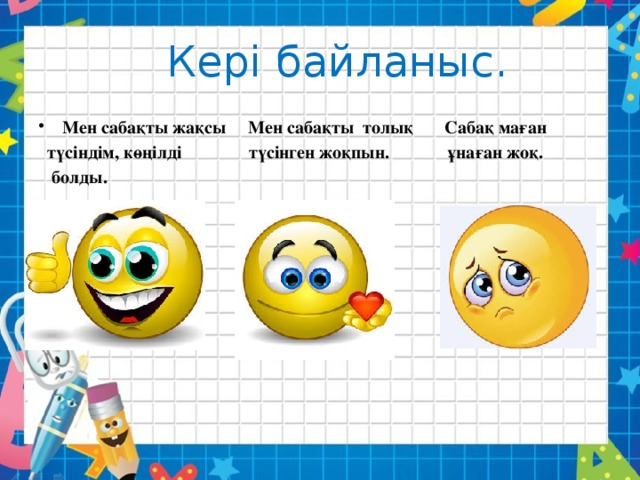 Кері байланыс.
• Мен сабақты жақсы Мен сабақты толық Сабақ маған
түсіндім, көңілді түсінген жоқпын. ұнаған жоқ.
болды.